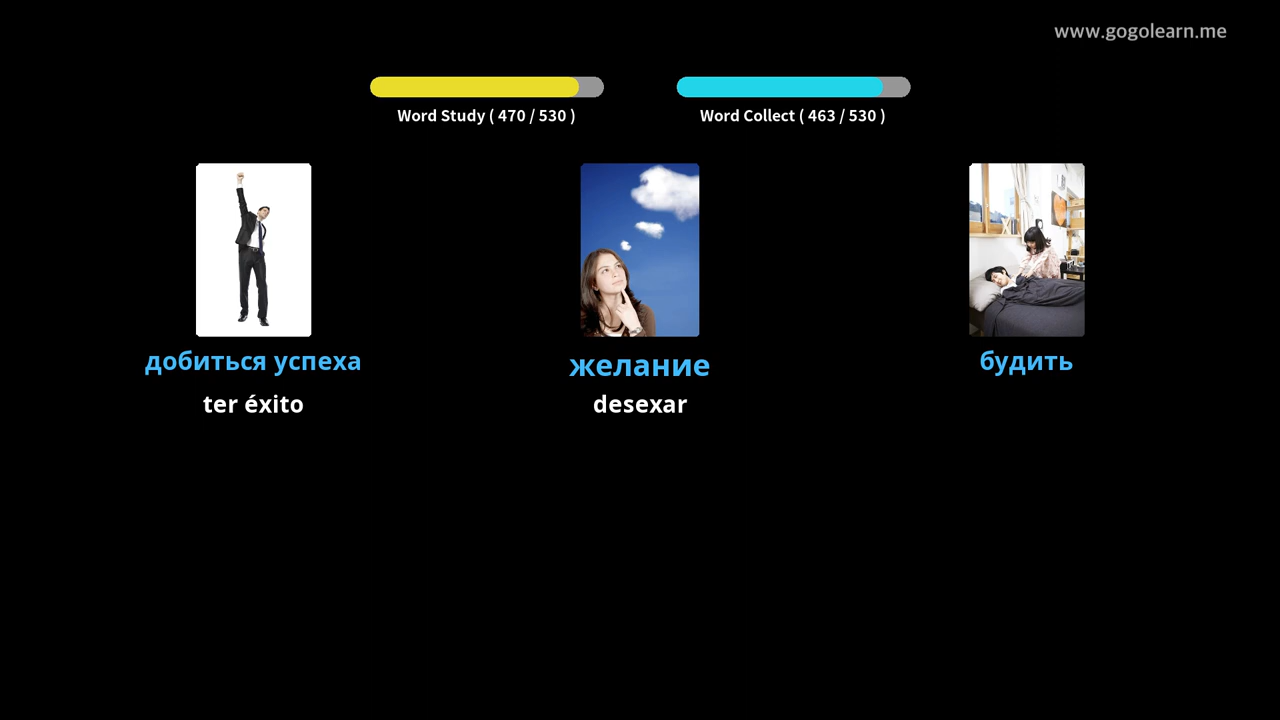 www.gogolearn.me
Word Study ( 470 / 530 )
Word Collect ( 463 / 530 )
добиться успеха
желание
будить
ter éxito
desexar